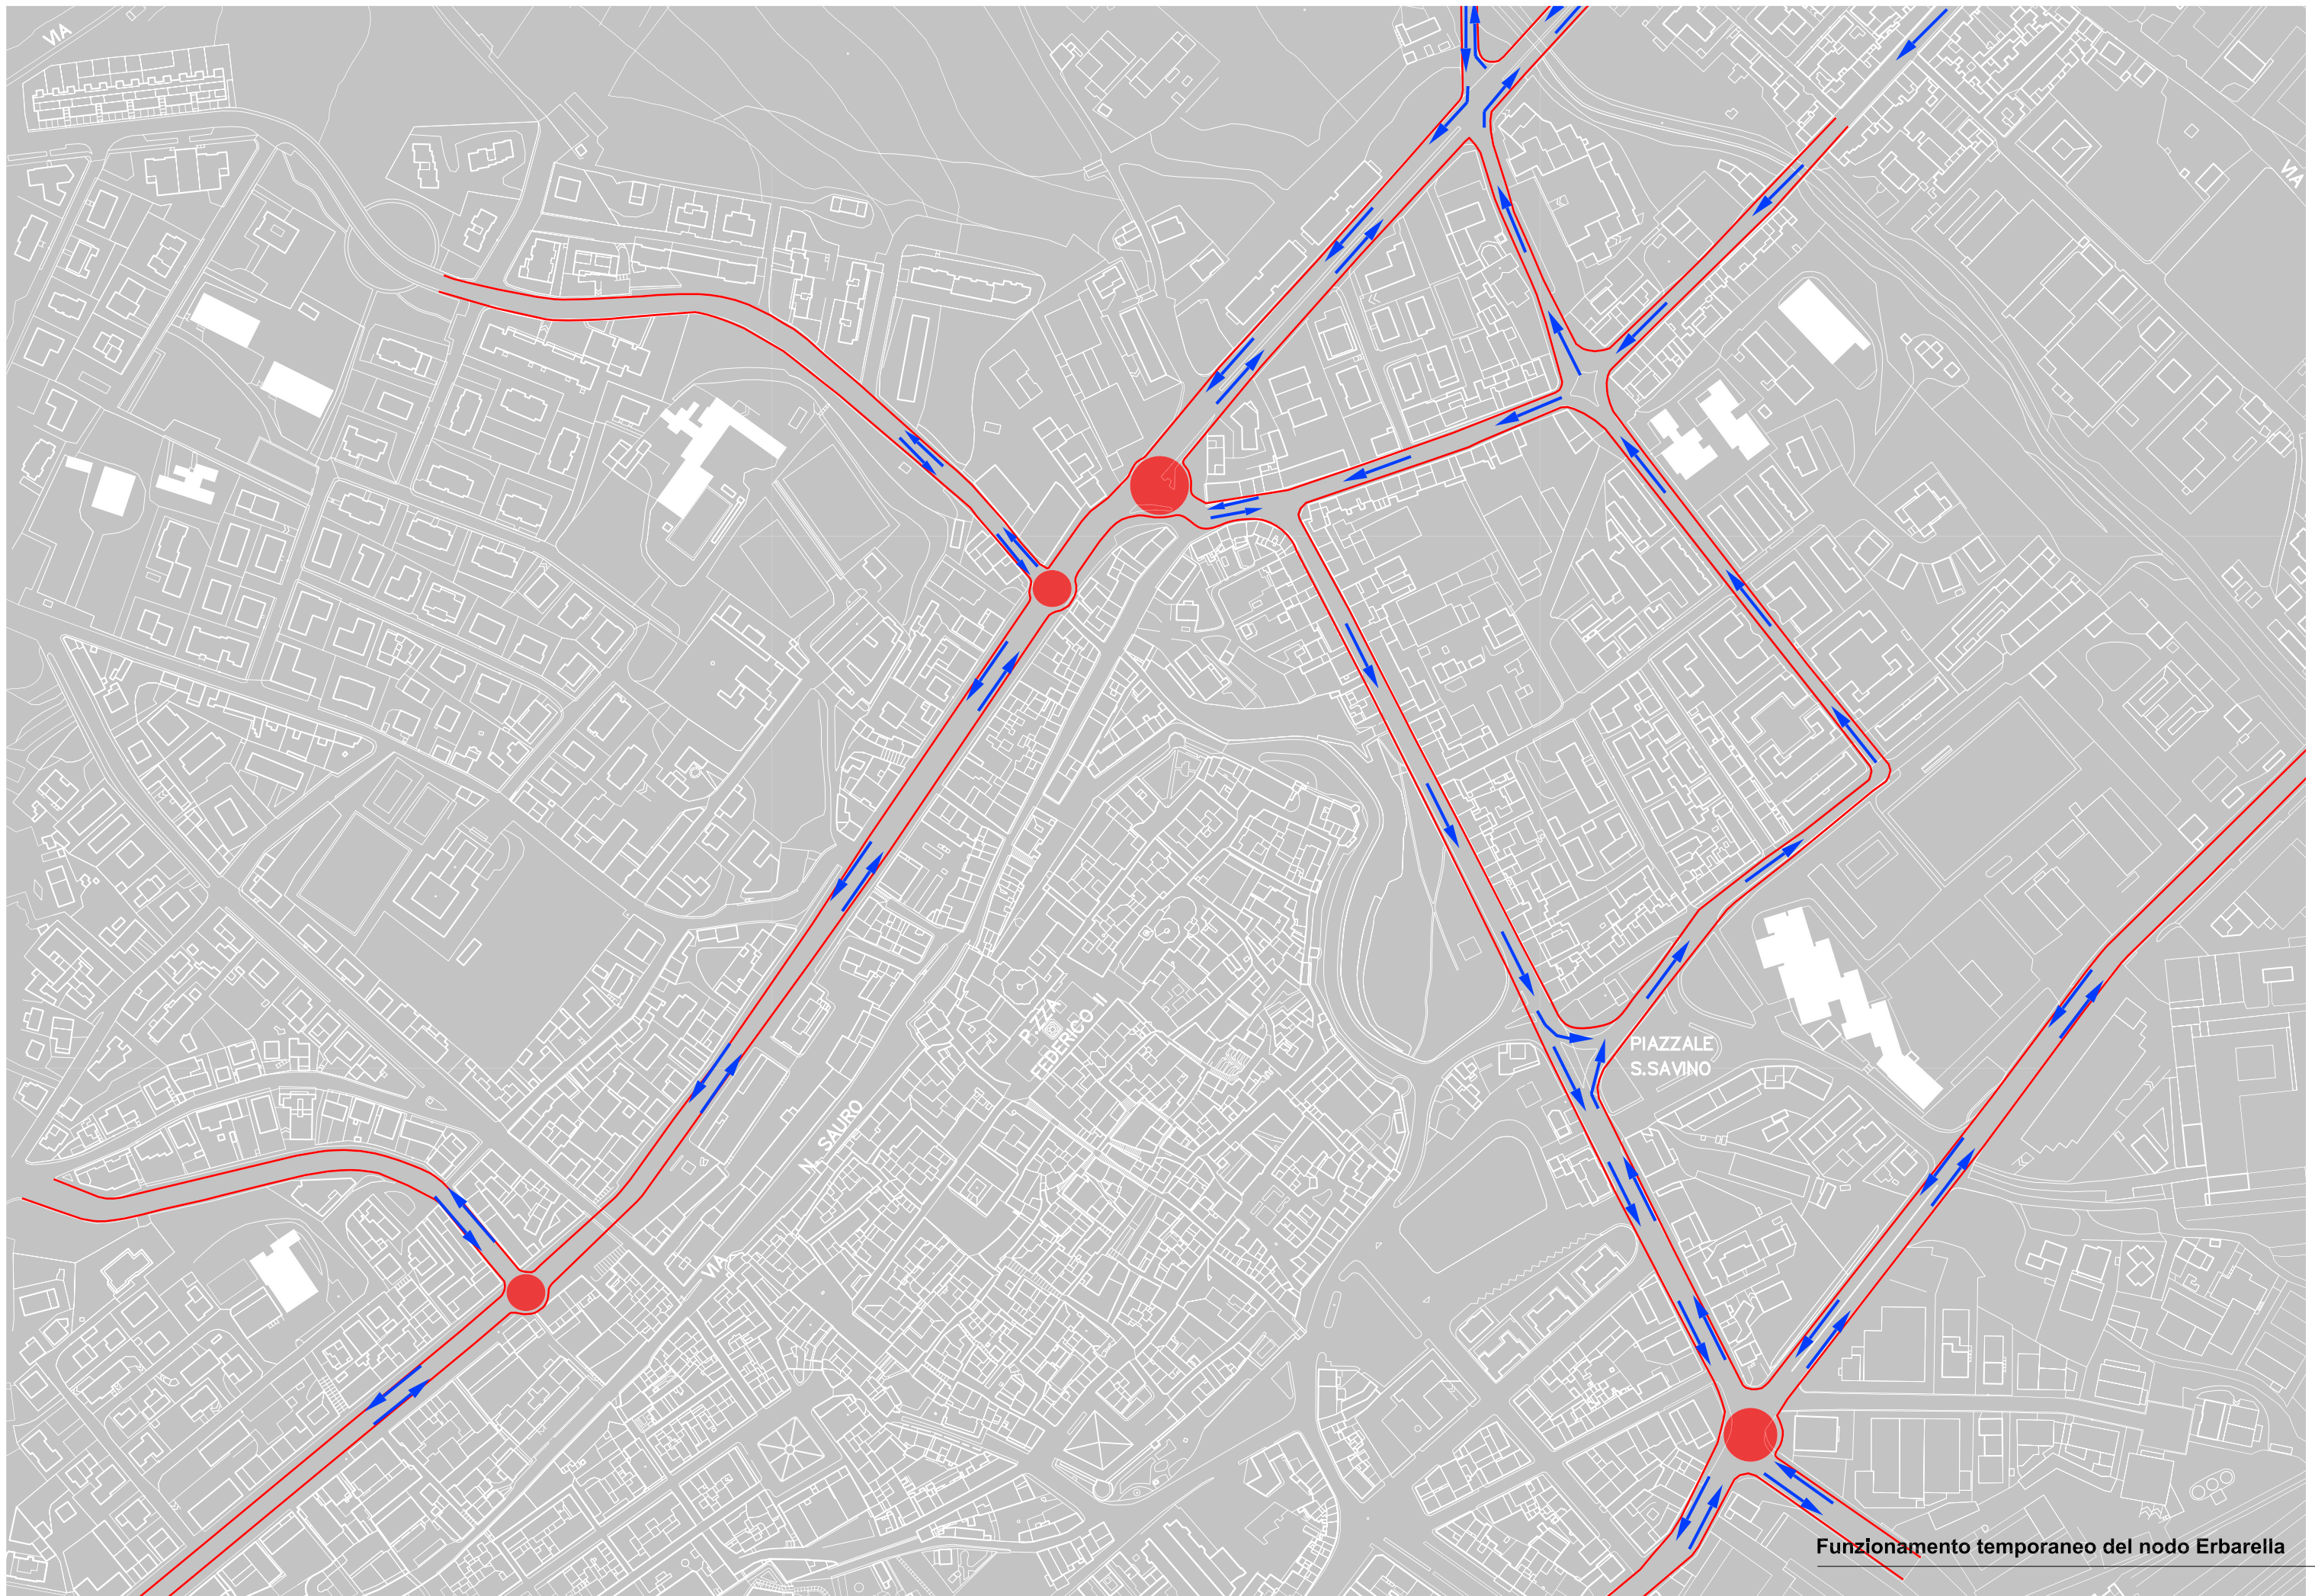 VIA
VIA
P.ZZA
FEDERICO II
PIAZZALE
S.SAVINO
N. SAURO
VIA
Funzionamento temporaneo del nodo Erbarella